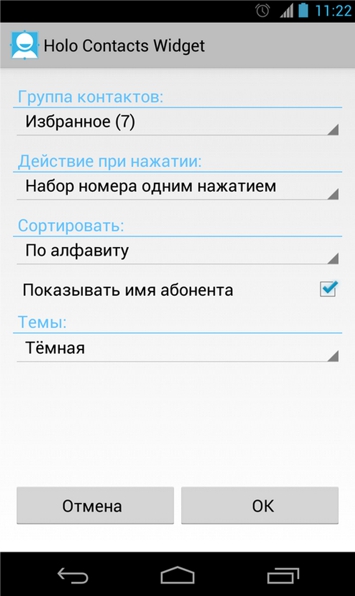 11:22
Holo Contacts Widget
Группа контактов:
Избранное (7)
Действие при нажатии:
Набор номера одним нажатием
Сортировать:
По алфавиту
Показывать имя абонента
Темы:
Тёмная
Отмена
OK